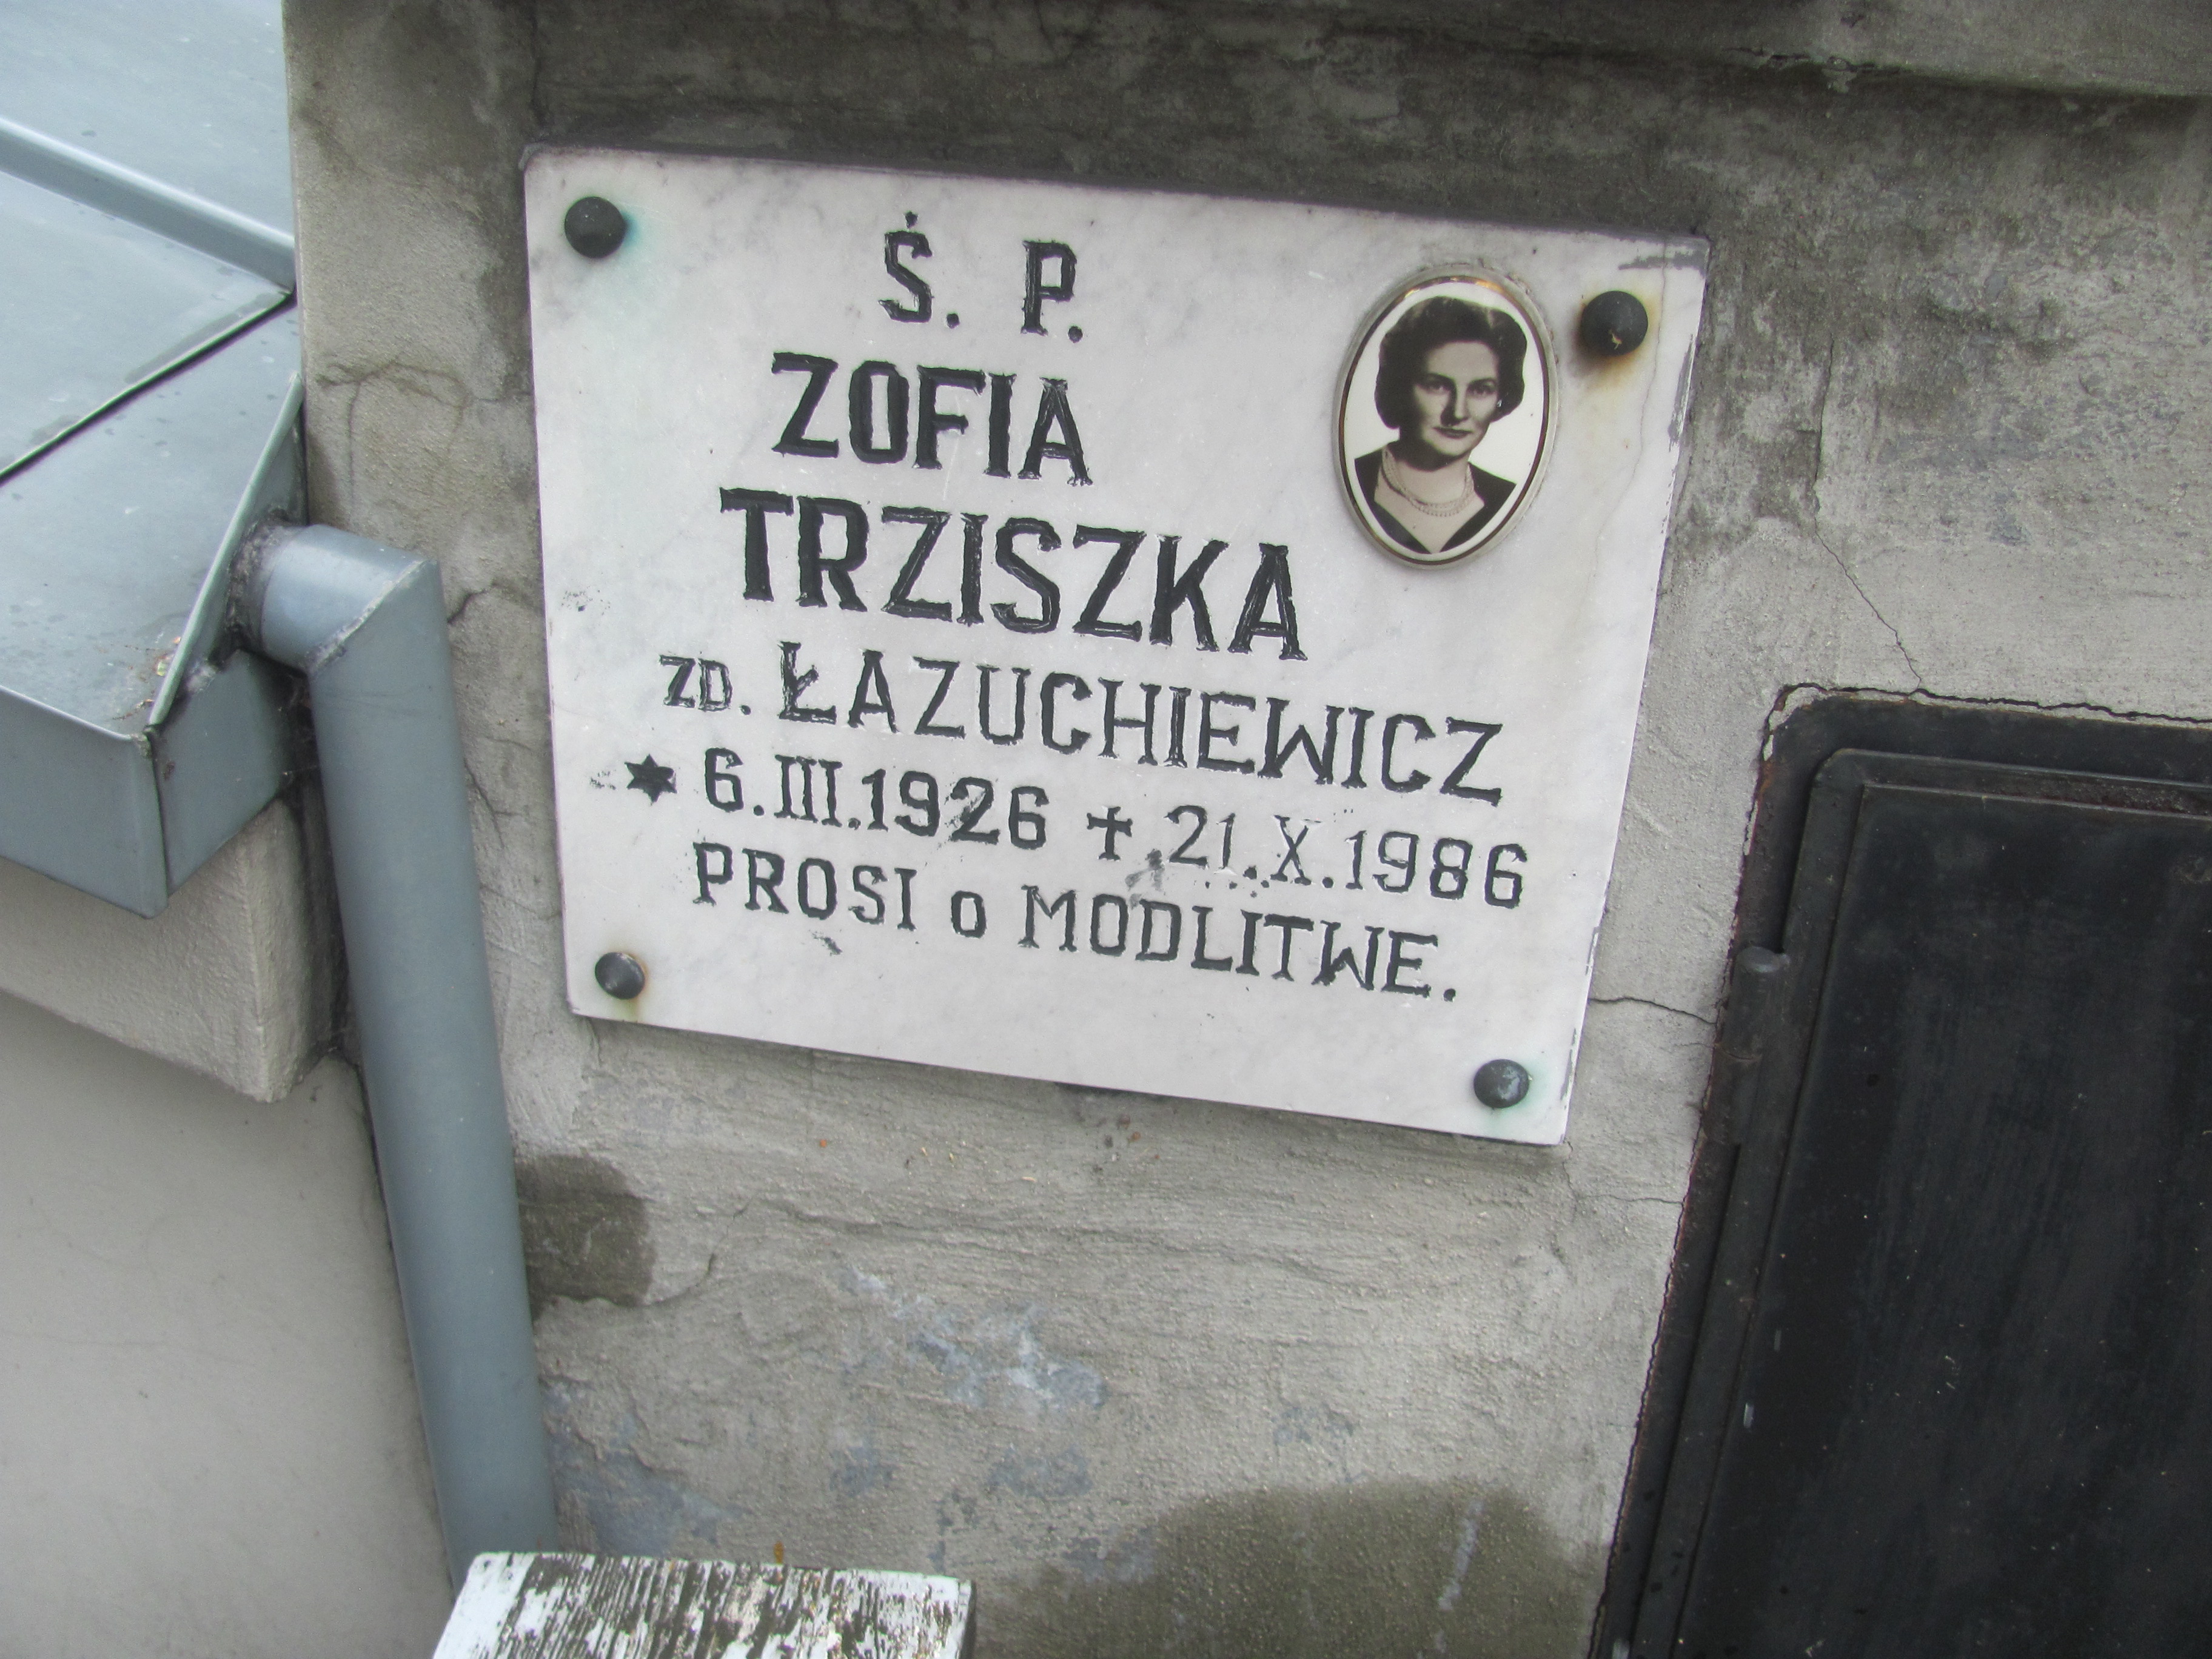 Ś. P.
ZOFIA
TRZISZKA
ZD. ŁAZUCHIEWICZ
✶ 6.III.1926 ✝ 21.X.1986
PROSI o MODLITWE.